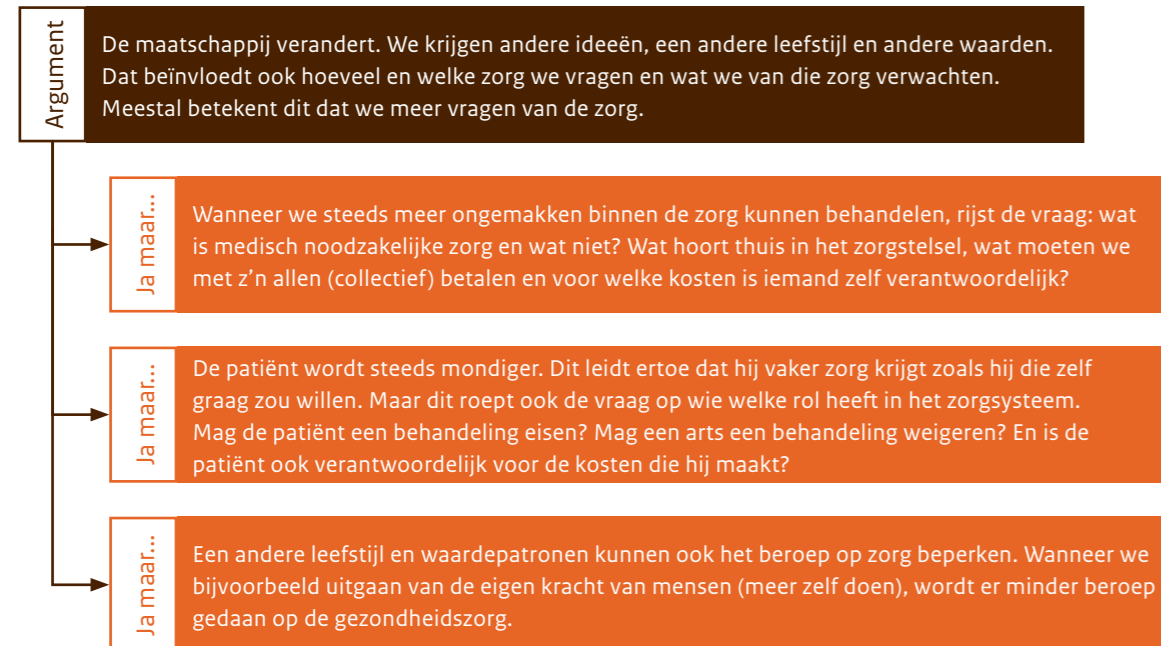 Argument
De maatschappij verandert. We krijgen andere ideeën, een andere leefstijl en andere waarden.
Dat beïnvloedt ook hoeveel en welke zorg we vragen en wat we van die zorg verwachten.
Meestal betekent dit dat we meer vragen van de zorg.
Ja maar...
Wanneer we steeds meer ongemakken binnen de zorg kunnen behandelen, rijst de vraag: wat
is medisch noodzakelijke zorg en wat niet? Wat hoort thuis in het zorgstelsel, wat moeten we
met z’n allen (collectief) betalen en voor welke kosten is iemand zelf verantwoordelijk?
Ja maar...
De patiënt wordt steeds mondiger. Dit leidt ertoe dat hij vaker zorg krijgt zoals hij die zelf
graag zou willen. Maar dit roept ook de vraag op wie welke rol heeft in het zorgsysteem.
Mag de patiënt een behandeling eisen? Mag een arts een behandeling weigeren? En is de
patiënt ook verantwoordelijk voor de kosten die hij maakt?
Ja maar...
Een andere leefstijl en waardepatronen kunnen ook het beroep op zorg beperken. Wanneer we
bijvoorbeeld uitgaan van de eigen kracht van mensen (meer zelf doen), wordt er minder beroep
gedaan op de gezondheidszorg.